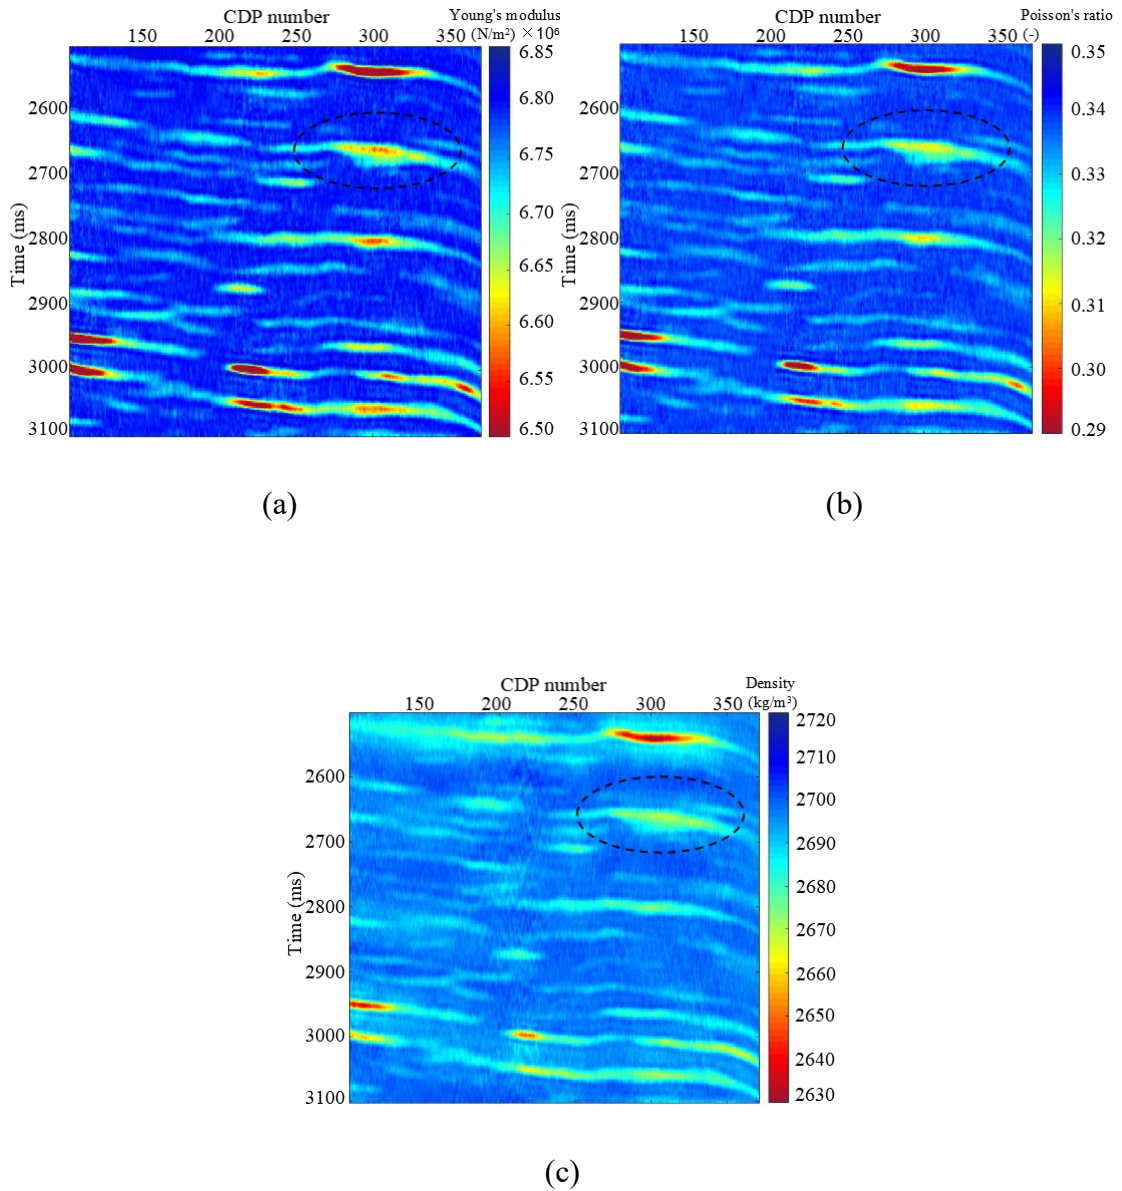 CDP number
Young's modulus
(N/m²) ×10⁶
150 200 250 300 350
6.85
6.80
6.75
6.70
6.65
6.60
6.55
6.50
2600
2700
2800
2900
3000
3100
Time (ms)
(a)
CDP number
Poisson's ratio
(-)
150 200 250 300 350
0.35
0.34
0.33
0.32
0.31
0.30
0.29
2600
2700
2800
2900
3000
3100
Time (ms)
(b)
CDP number
Density
(kg/m³)
150 200 250 300 350
2720
2710
2700
2690
2680
2670
2660
2650
2640
2630
2600
2700
2800
2900
3000
3100
Time (ms)
(c)